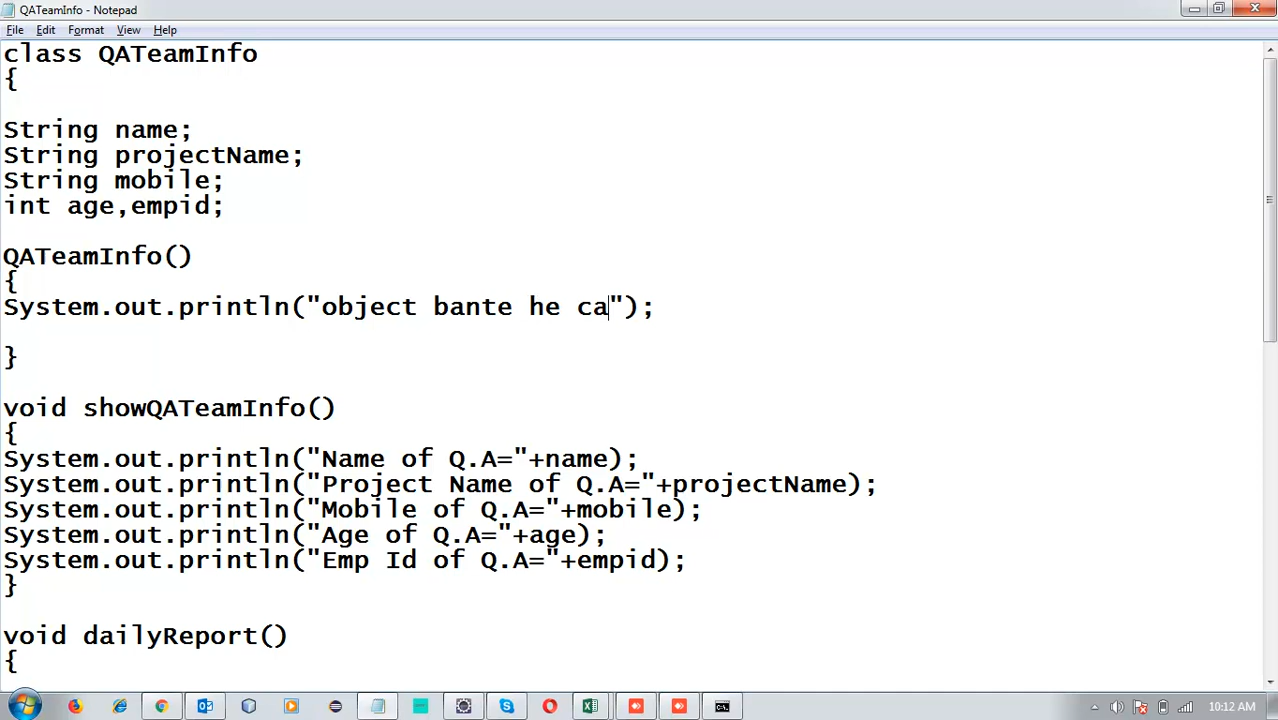 QATeamInfo - Notepad
File Edit Format View Help
class QATeamInfo
{
String name;
String projectName;
String mobile;
int age,empid;
QATeamInfo()
{
System.out.println("object bante he ca");
}
void showQATeamInfo()
{
System.out.println("Name of Q.A="+name);
System.out.println("Project Name of Q.A="+projectName);
System.out.println("Mobile of Q.A="+mobile);
System.out.println("Age of Q.A="+age);
System.out.println("Emp Id of Q.A="+empid);
}
void dailyReport()
{
10:12 AM